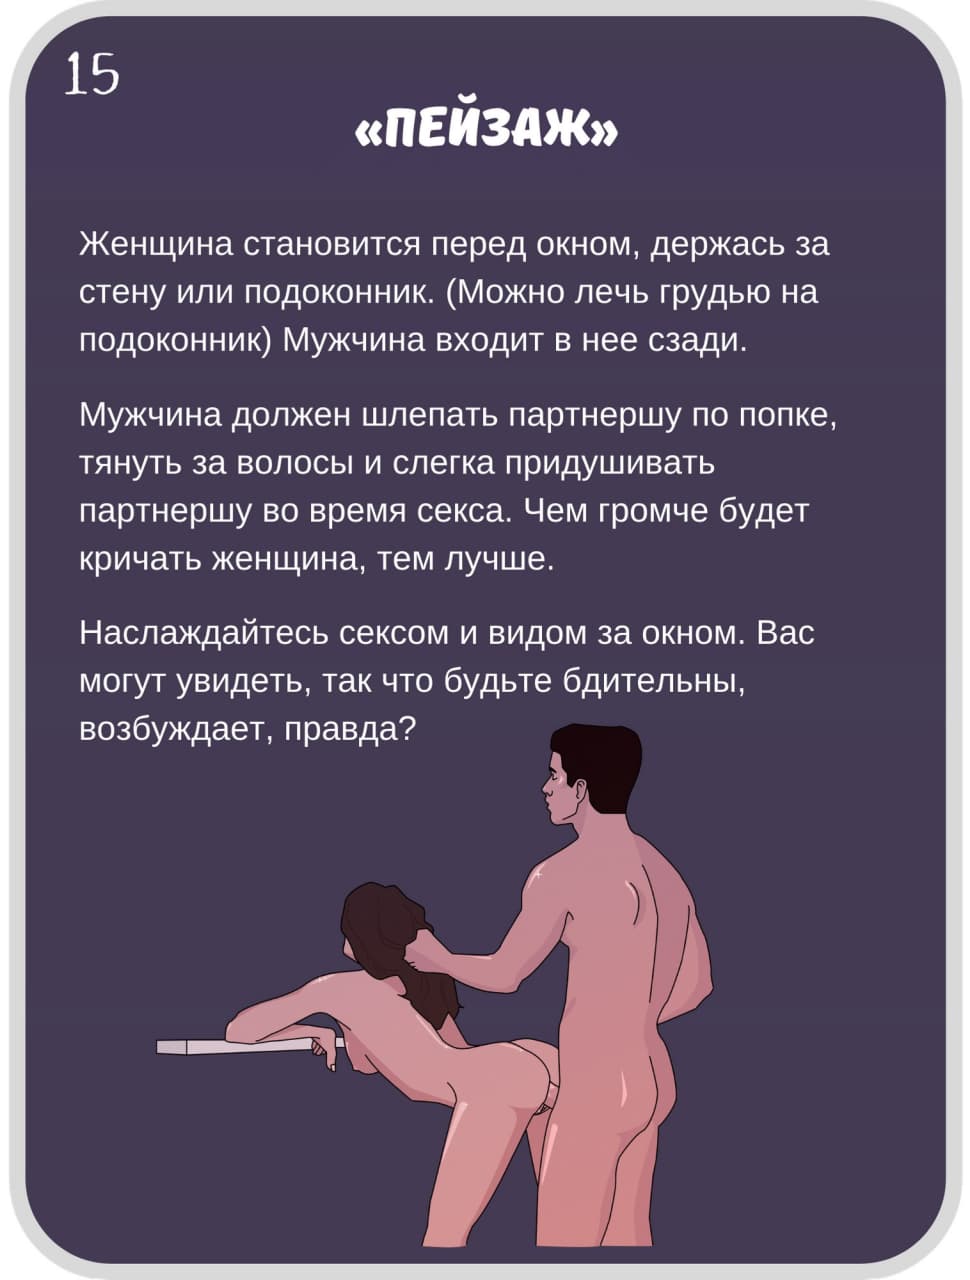 15
«ПЕЙЗАЖ»
Женщина становится перед окном, держась за
стену или подоконник. (Можно лечь грудью на
подоконник) Мужчина входит в нее сзади.
Мужчина должен шлепать партнершу по попке,
тянуть за волосы и слегка придушивать
партнершу во время секса. Чем громче будет
кричать женщина, тем лучше.
Наслаждайтесь сексом и видом за окном. Вас
могут увидеть, так что будьте бдительны,
возбуждает, правда?